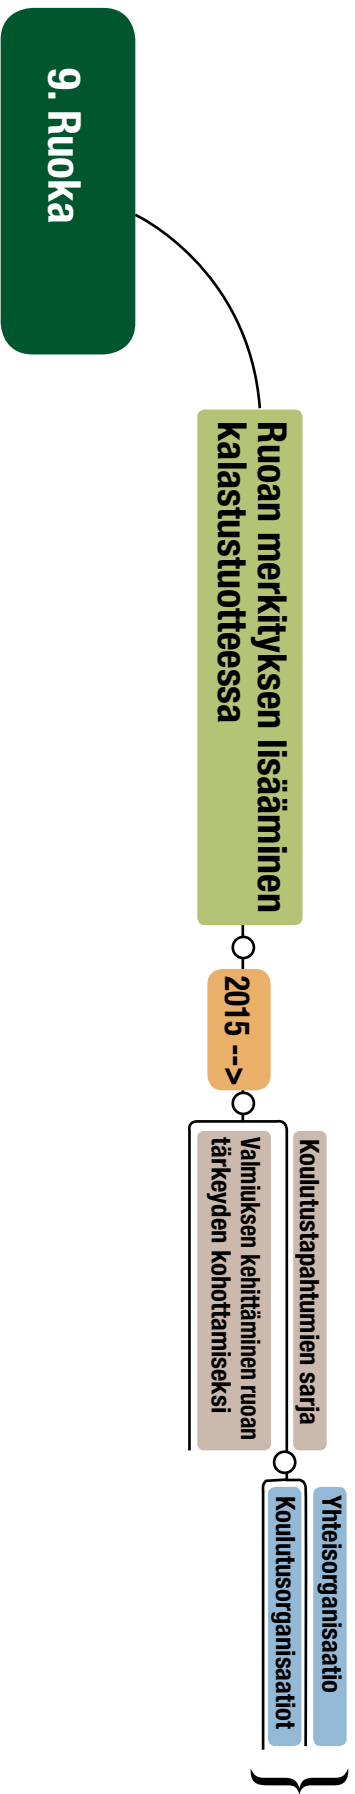 9. Ruoka
Ruoan merkityksen lisääminen
kalastustuotteessa
2015 -->
Koulutustapahtumien sarja
Valmiuksen kehittäminen ruoan
tärkeyden kohottamiseksi
Yhteisorganisaatio
Koulutusorganisaatiot